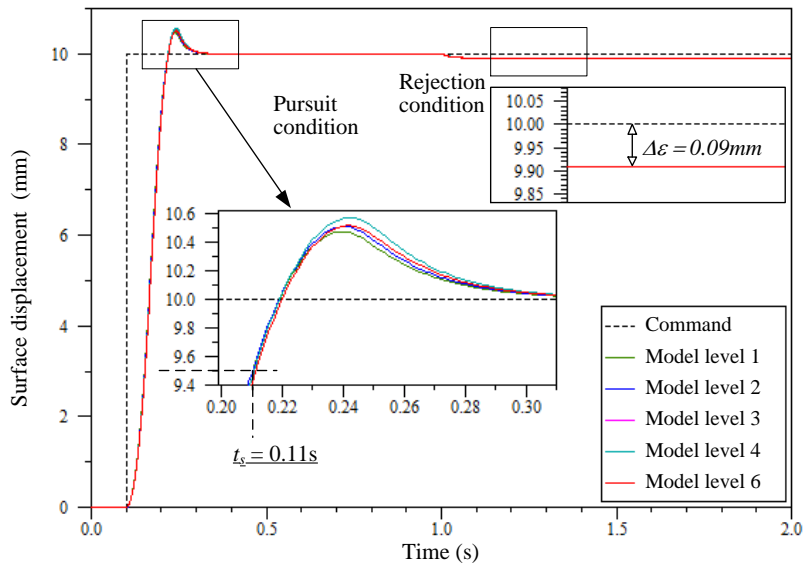 10
8
6
4
2
0
Surface displacement (mm)
0.0
0.5
1.0
1.5
2.0
Time (s)
Pursuit
condition
Rejection
condition
10.05
10.00
9.95
9.90
9.85
Δε = 0.09mm
10.6
10.4
10.2
10.0
9.8
9.6
9.4
0.20
0.22
0.24
0.26
0.28
0.30
ts = 0.11s
Command
Model level 1
Model level 2
Model level 3
Model level 4
Model level 6